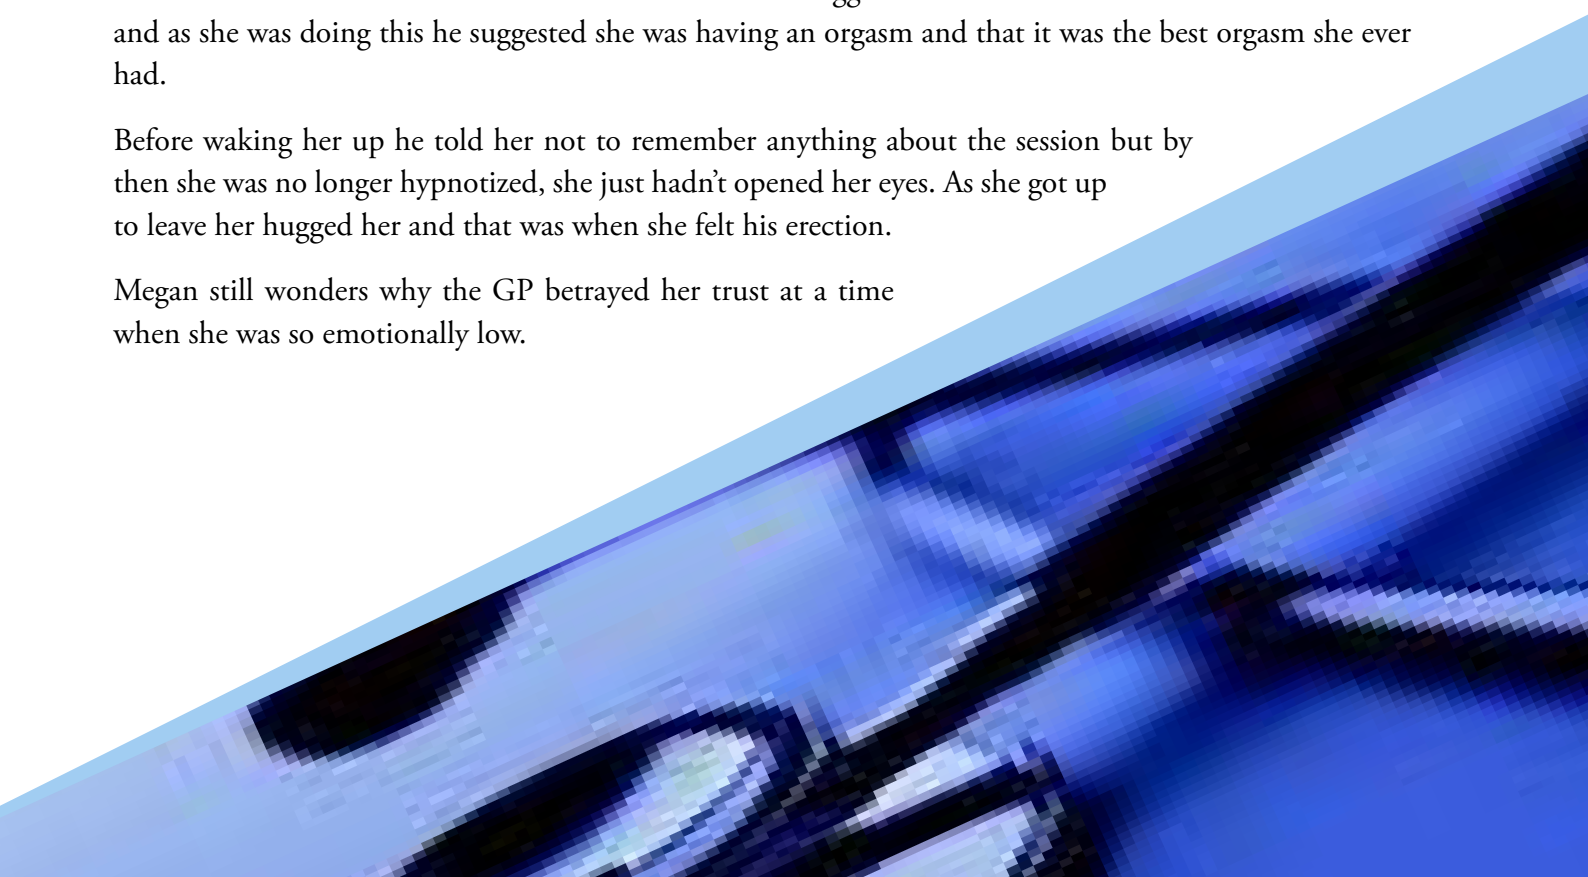 and as she was doing this he suggested she was having an orgasm and that it was the best orgasm she ever
had.
Before waking her up he told her not to remember anything about the session but by
then she was no longer hypnotized, she just hadn’t opened her eyes. As she got up
to leave her hugged her and that was when she felt his erection.
Megan still wonders why the GP betrayed her trust at a time
when she was so emotionally low.